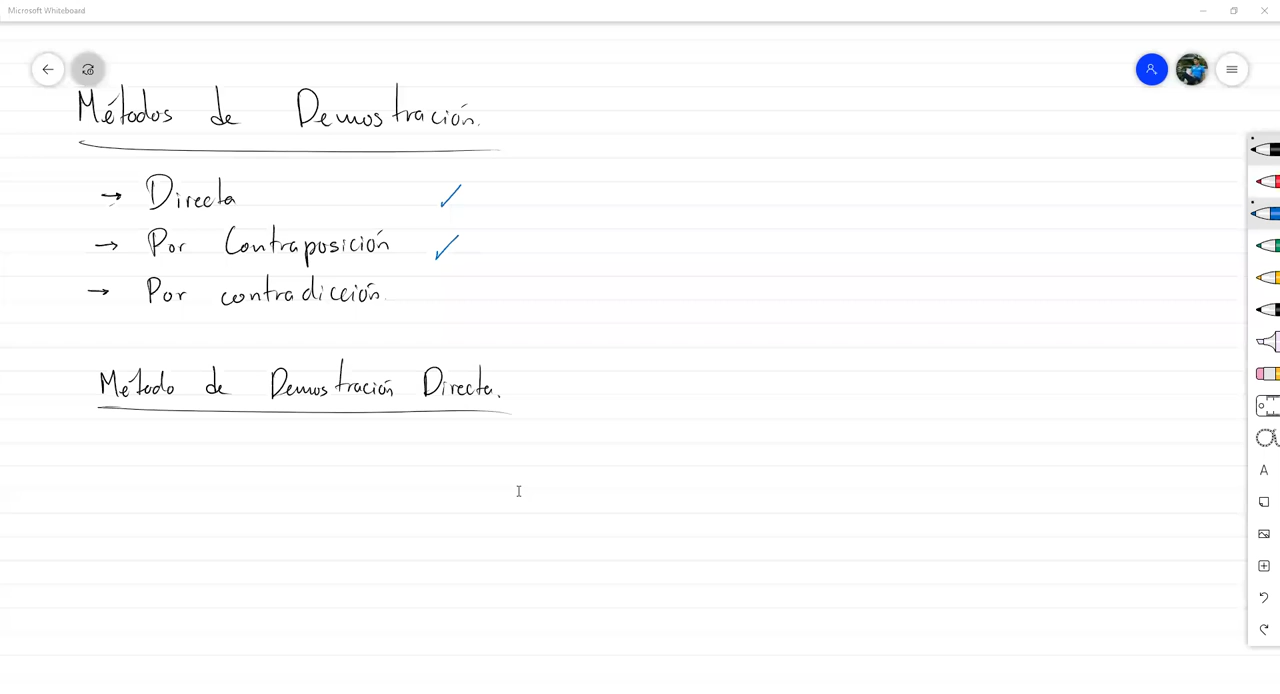 Microsoft Whiteboard
Métodos de Demostración.
→ Directa ✓
→ Por Contraposición ✓
→ Por contradicción.
Método de Demostración Directa.
A